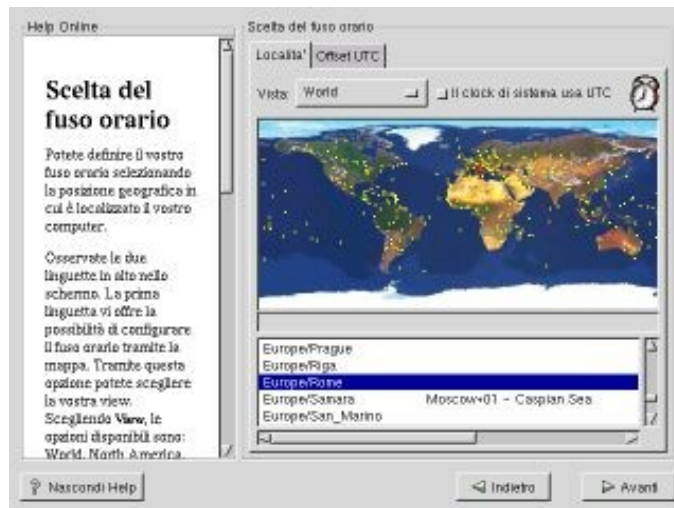 Help Online
Scelta del
fuso orario
Potete definire il vostro
fuso orario selezionando
la posizione geografica in
cui è localizzato il vostro
computer.
Osservate le due
linguette in alto nello
schermo. La prima
linguetta vi offre la
possibilità di configurare
il fuso orario tramite la
mappa. Tramite questa
opzione potete scegliere
la vostra view.
Scegliendo View, le
opzioni disponibili sono:
World, North America,
Scelta del fuso orario
Localita' Offset UTC
Vista: World Il clock di sistema usa UTC
Europe/Prague
Europe/Riga
Europe/Rome
Europe/Samara Moscow+01 - Caspian Sea
Europe/San_Marino
Nascondi Help
Indietro
Avanti